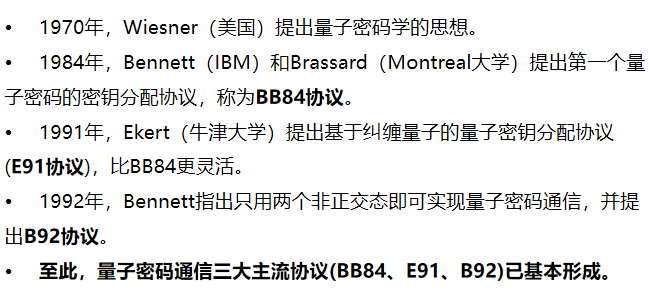 • 1970年，Wiesner（美国）提出量子密码学的思想。
• 1984年，Bennett（IBM）和Brassard（Montreal大学）提出第一个量
子密码的密钥分配协议，称为BB84协议。
• 1991年，Ekert（牛津大学）提出基于纠缠量子的量子密钥分配协议
(E91协议)，比BB84更灵活。
• 1992年，Bennett指出只用两个非正交态即可实现量子密码通信，并提
出B92协议。
• 至此，量子密码通信三大主流协议(BB84、E91、B92)已基本形成。